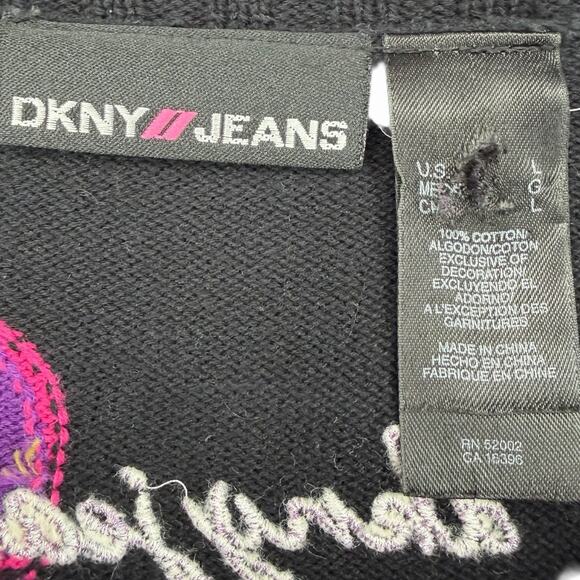 DKNY JEANS
U.S. L
G
L
100% COTTON/
ALGODON/COTON
EXCLUSIVE OF
DECORATION/
EXCLUYENDO EL
ADORNO/
A L'EXCEPTION DES
GARNITURES
MADE IN CHINA
HECHO EN CHINA
FABRIQUE EN CHINE
RN 52002
CA 16396